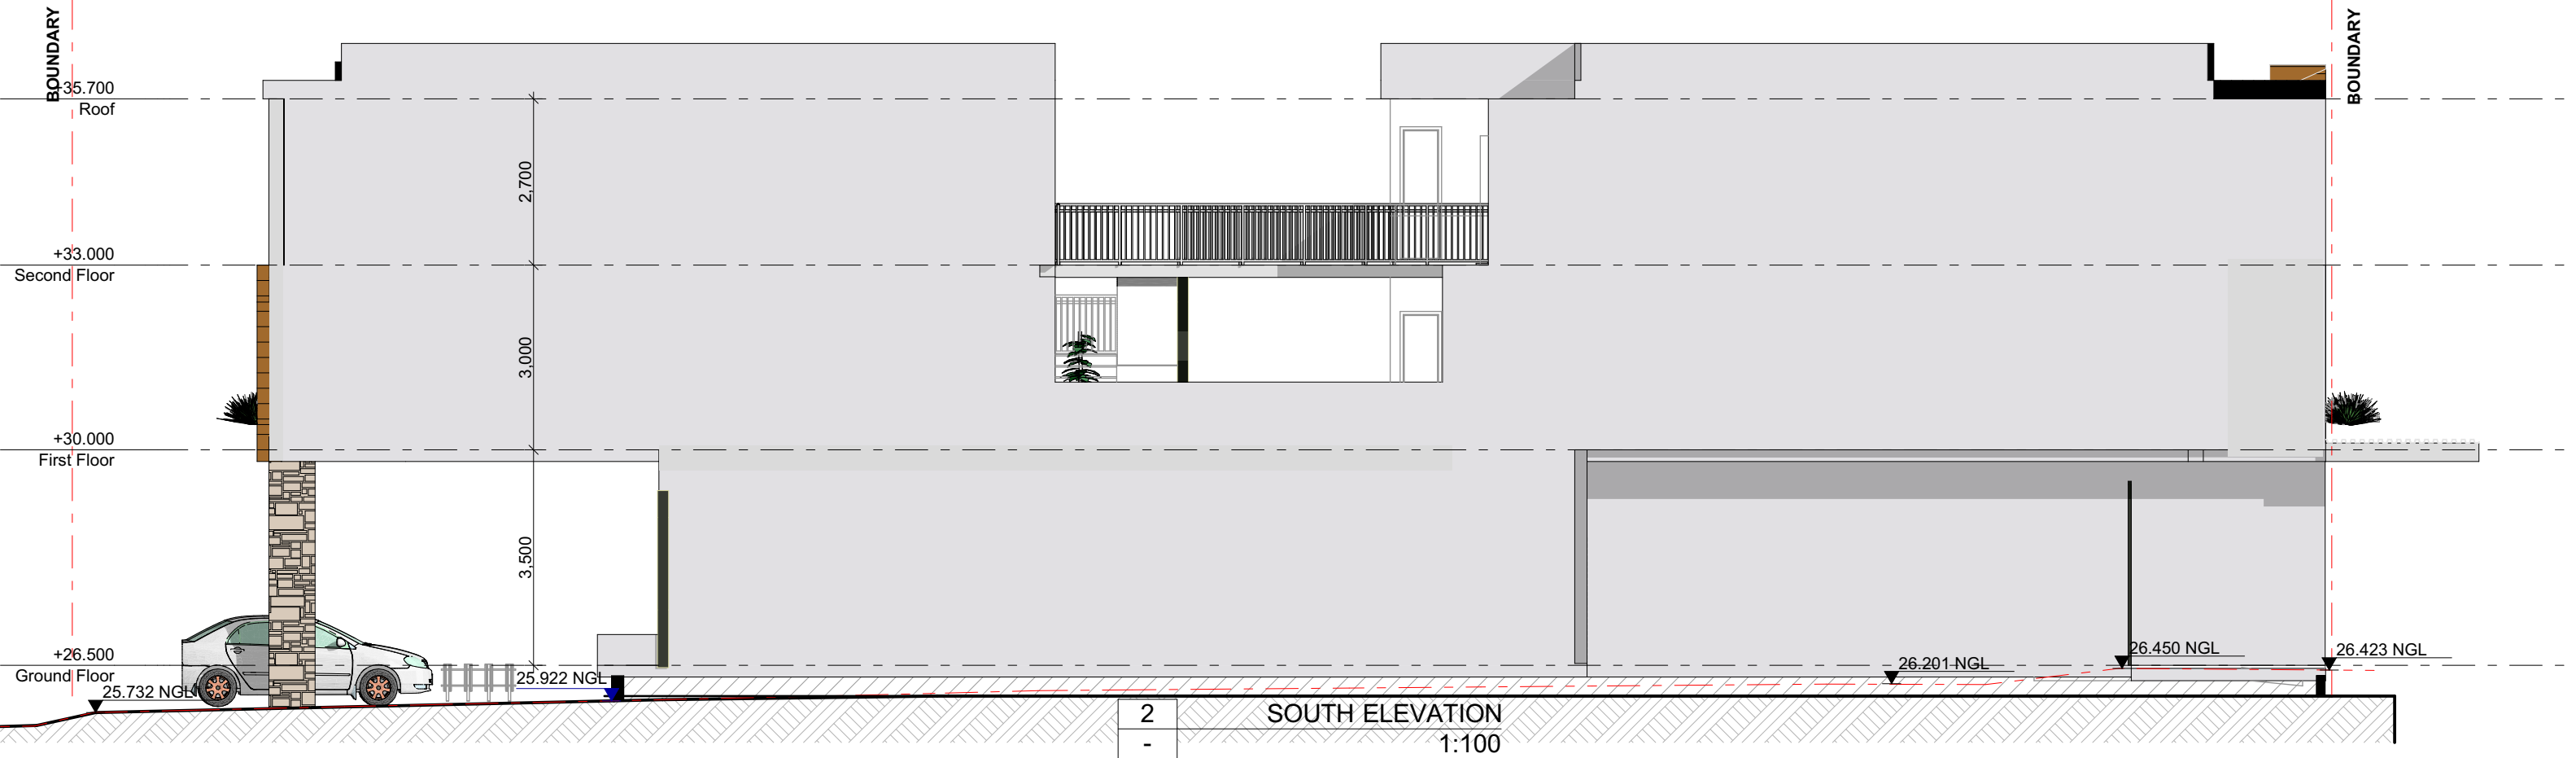 BOUNDARY
BOUNDARY
+35.700
Roof
2,700
+33.000
Second Floor
3,000
+30.000
First Floor
3,500
+26.500
Ground Floor
25.732 NGL
25.922 NGL
26.201 NGL
26.450 NGL
26.423 NGL
2 SOUTH ELEVATION
- 1:100